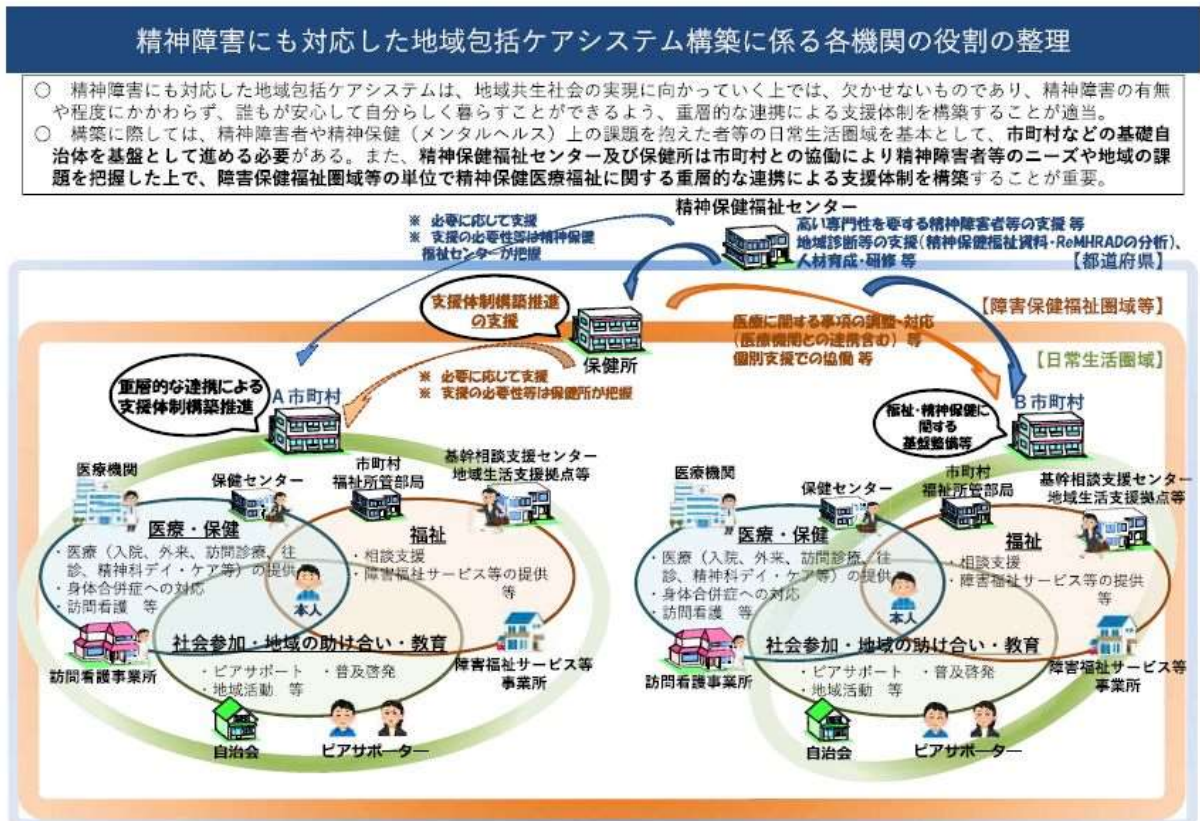 精神障害にも対応した地域包括ケアシステム構築に係る各機関の役割の整理
○ 精神障害にも対応した地域包括ケアシステムは、地域共生社会の実現に向かっていく上では、欠かせないものであり、精神障害の有無
や程度にかかわらず、誰もが安心して自分らしく暮らすことができるよう、重層的な連携による支援体制を構築することが適当。
○ 構築に際しては、精神障害者や精神保健（メンタルヘルス）上の課題を抱えた者等の日常生活圏域を基本として、市町村などの基礎自
治体を基盤として進める必要がある。また、精神保健福祉センター及び保健所は市町村との協働により精神障害者等のニーズや地域の課
題を把握した上で、障害保健福祉圏域等の単位で精神保健医療福祉に関する重層的な連携による支援体制を構築することが重要。
精神保健福祉センター
※ 必要に応じて支援
※ 支援の必要性等は精神保健
福祉センターが把握
高い専門性を要する精神障害者等の支援 等
地域診断等の支援（精神保健福祉資料・ReMHRADの分析）、
人材育成・研修 等
【都道府県】
支援体制構築推進
の支援
【障害保健福祉圏域等】
保健所
医療に関する事項の調整・対応
（医療機関との連携含む） 等
個別支援での協働 等
【日常生活圏域】
※ 必要に応じて支援
※ 支援の必要性等は保健所が把握
重層的な連携による
支援体制構築推進
A市町村
福祉・精神保健に
関する
基盤整備等
B市町村
医療機関
保健センター
市町村
福祉所管部局
基幹相談支援センター
地域生活支援拠点等
医療・保健
・医療（入院、外来、訪問診療、往
診、精神科デイ・ケア等）の提供
・身体合併症への対応
・訪問看護 等
福祉
・相談支援
・障害福祉サービス等の提供
等
本人
社会参加・地域の助け合い・教育
・ピアサポート ・普及啓発
・地域活動 等
訪問看護事業所
障害福祉サービス等
事業所
自治会
ピアサポーター
医療機関
保健センター
市町村
福祉所管部局
基幹相談支援センター
地域生活支援拠点等
医療・保健
・医療（入院、外来、訪問診療、往
診、精神科デイ・ケア等）の提供
・身体合併症への対応
・訪問看護 等
福祉
・相談支援
・障害福祉サービス等の提供
等
本人
社会参加・地域の助け合い・教育
・ピアサポート ・普及啓発
・地域活動 等
訪問看護事業所
障害福祉サービス等
事業所
自治会
ピアサポーター